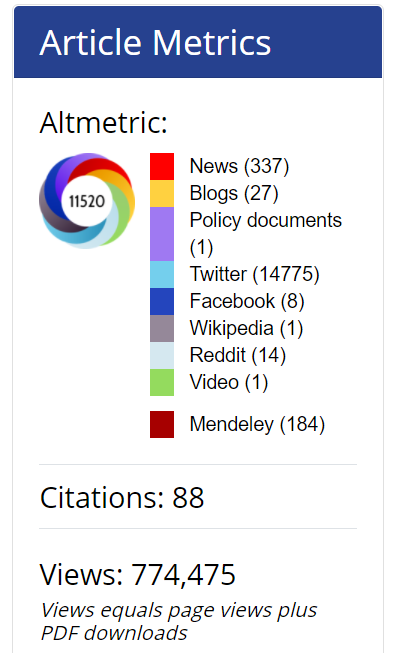 Article Metrics
Altmetric:
11520
News (337)
Blogs (27)
Policy documents
(1)
Twitter (14775)
Facebook (8)
Wikipedia (1)
Reddit (14)
Video (1)
Mendeley (184)
Citations: 88
Views: 774,475
Views equals page views plus
PDF downloads